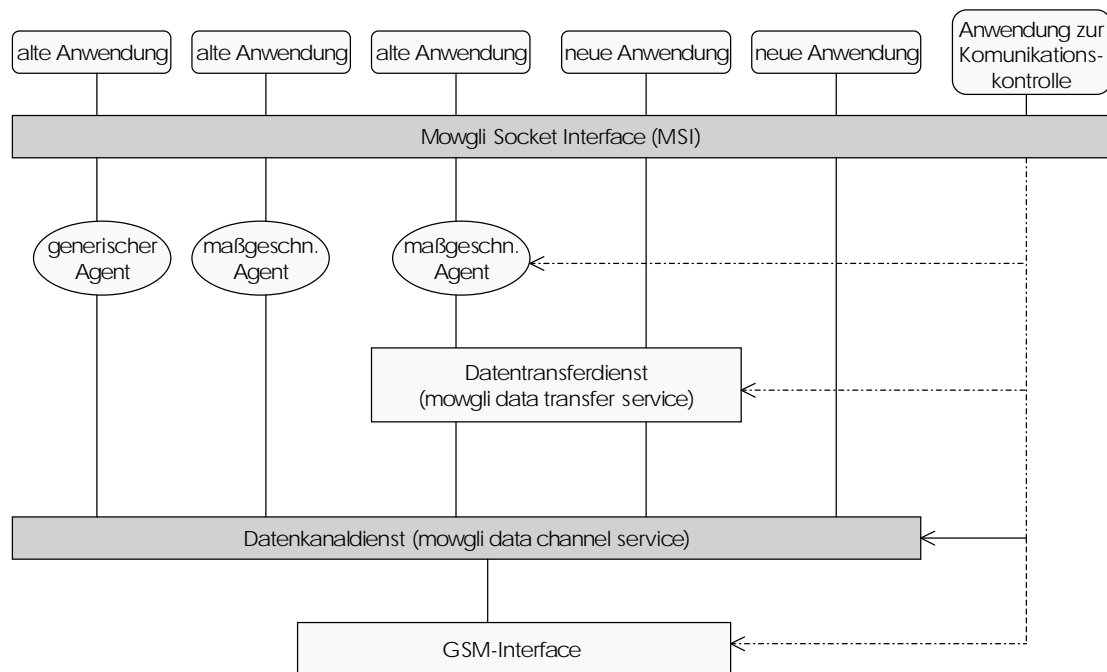 alte Anwendung
alte Anwendung
alte Anwendung
neue Anwendung
neue Anwendung
Anwendung zur
Komunikations-
kontrolle
Mowgli Socket Interface (MSI)
generischer
Agent
maßgeschn.
Agent
maßgeschn.
Agent
Datentransferdienst
(mowgli data transfer service)
Datenkanaldienst (mowgli data channel service)
GSM-Interface